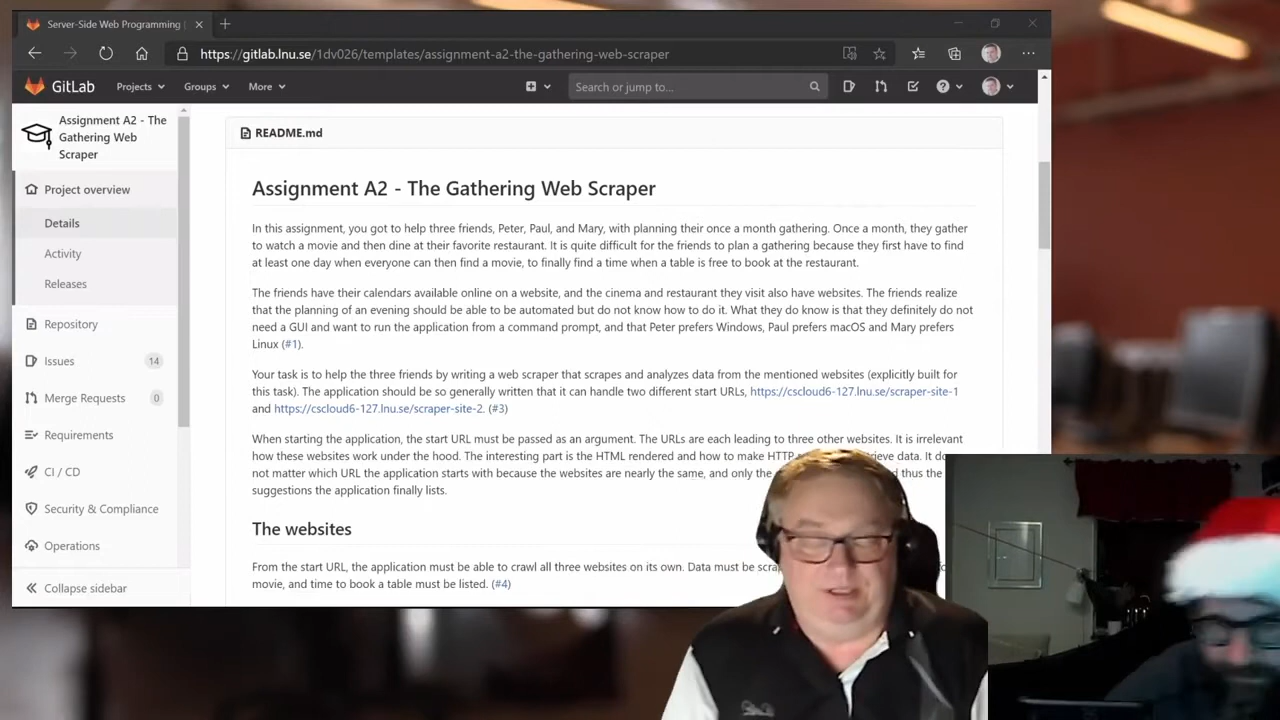 Server-Side Web Programming
https://gitlab.lnu.se/1dv026/templates/assignment-a2-the-gathering-web-scraper
GitLab Projects Groups More Search or jump to...
Assignment A2 - The
Gathering Web
Scraper
Project overview
Details
Activity
Releases
Repository
Issues 14
Merge Requests 0
Requirements
CI / CD
Security & Compliance
Operations
Collapse sidebar
README.md
Assignment A2 - The Gathering Web Scraper
In this assignment, you got to help three friends, Peter, Paul, and Mary, with planning their once a month gathering. Once a month, they gather
to watch a movie and then dine at their favorite restaurant. It is quite difficult for the friends to plan a gathering because they first have to find
at least one day when everyone can then find a movie, to finally find a time when a table is free to book at the restaurant.
The friends have their calendars available online on a website, and the cinema and restaurant they visit also have websites. The friends realize
that the planning of an evening should be able to be automated but do not know how to do it. What they do know is that they definitely do not
need a GUI and want to run the application from a command prompt, and that Peter prefers Windows, Paul prefers macOS and Mary prefers
Linux (#1).
Your task is to help the three friends by writing a web scraper that scrapes and analyzes data from the mentioned websites (explicitly built for
this task). The application should be so generally written that it can handle two different start URLs, https://cscloud6-127.lnu.se/scraper-site-1
and https://cscloud6-127.lnu.se/scraper-site-2. (#3)
When starting the application, the start URL must be passed as an argument. The URLs are each leading to three other websites. It is irrelevant
how these websites work under the hood. The interesting part is the HTML rendered and how to make HTTP data. It do
not matter which URL the application starts with because the websites are nearly the same, and only the thus the
suggestions the application finally lists.
The websites
From the start URL, the application must be able to crawl all three websites on its own. Data must be
movie, and time to book a table must be listed. (#4)